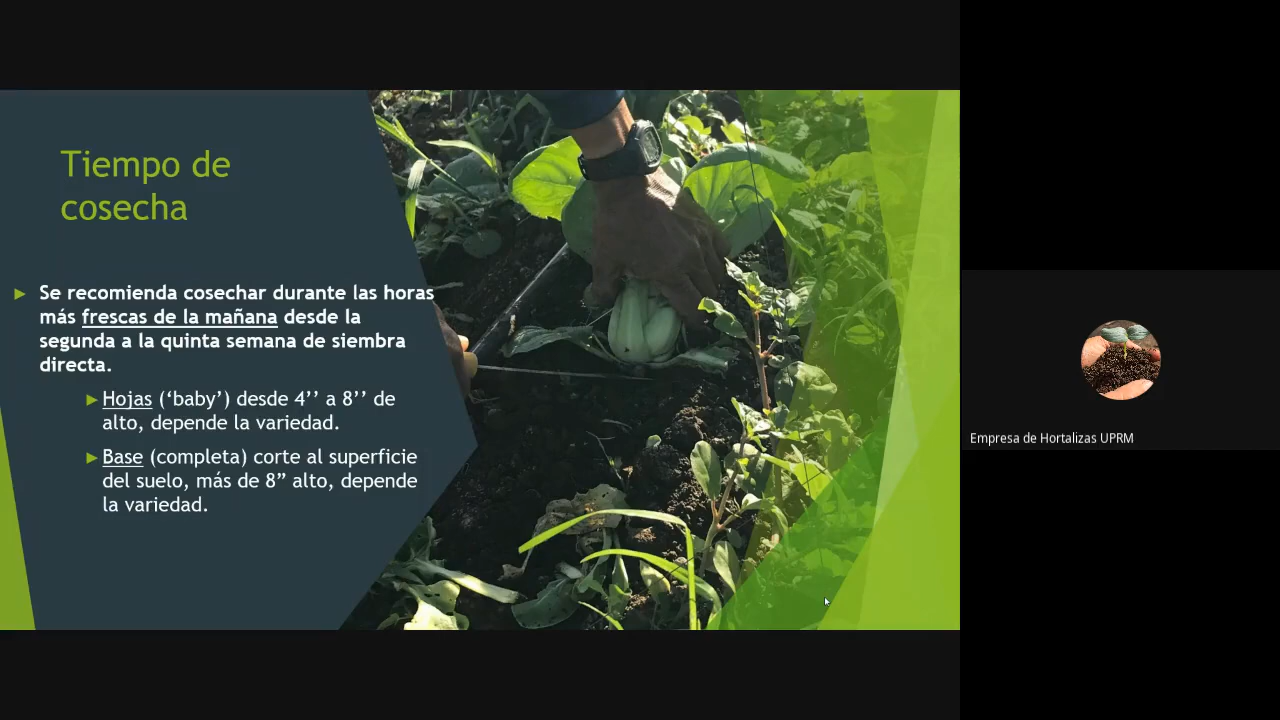 Tiempo de
cosecha
Se recomienda cosechar durante las horas
más frescas de la mañana desde la
segunda a la quinta semana de siembra
directa.
Hojas (‘baby’) desde 4’’ a 8’’ de
alto, depende la variedad.
Base (completa) corte al superficie
del suelo, más de 8” alto, depende
la variedad.
Empresa de Hortalizas UPRM